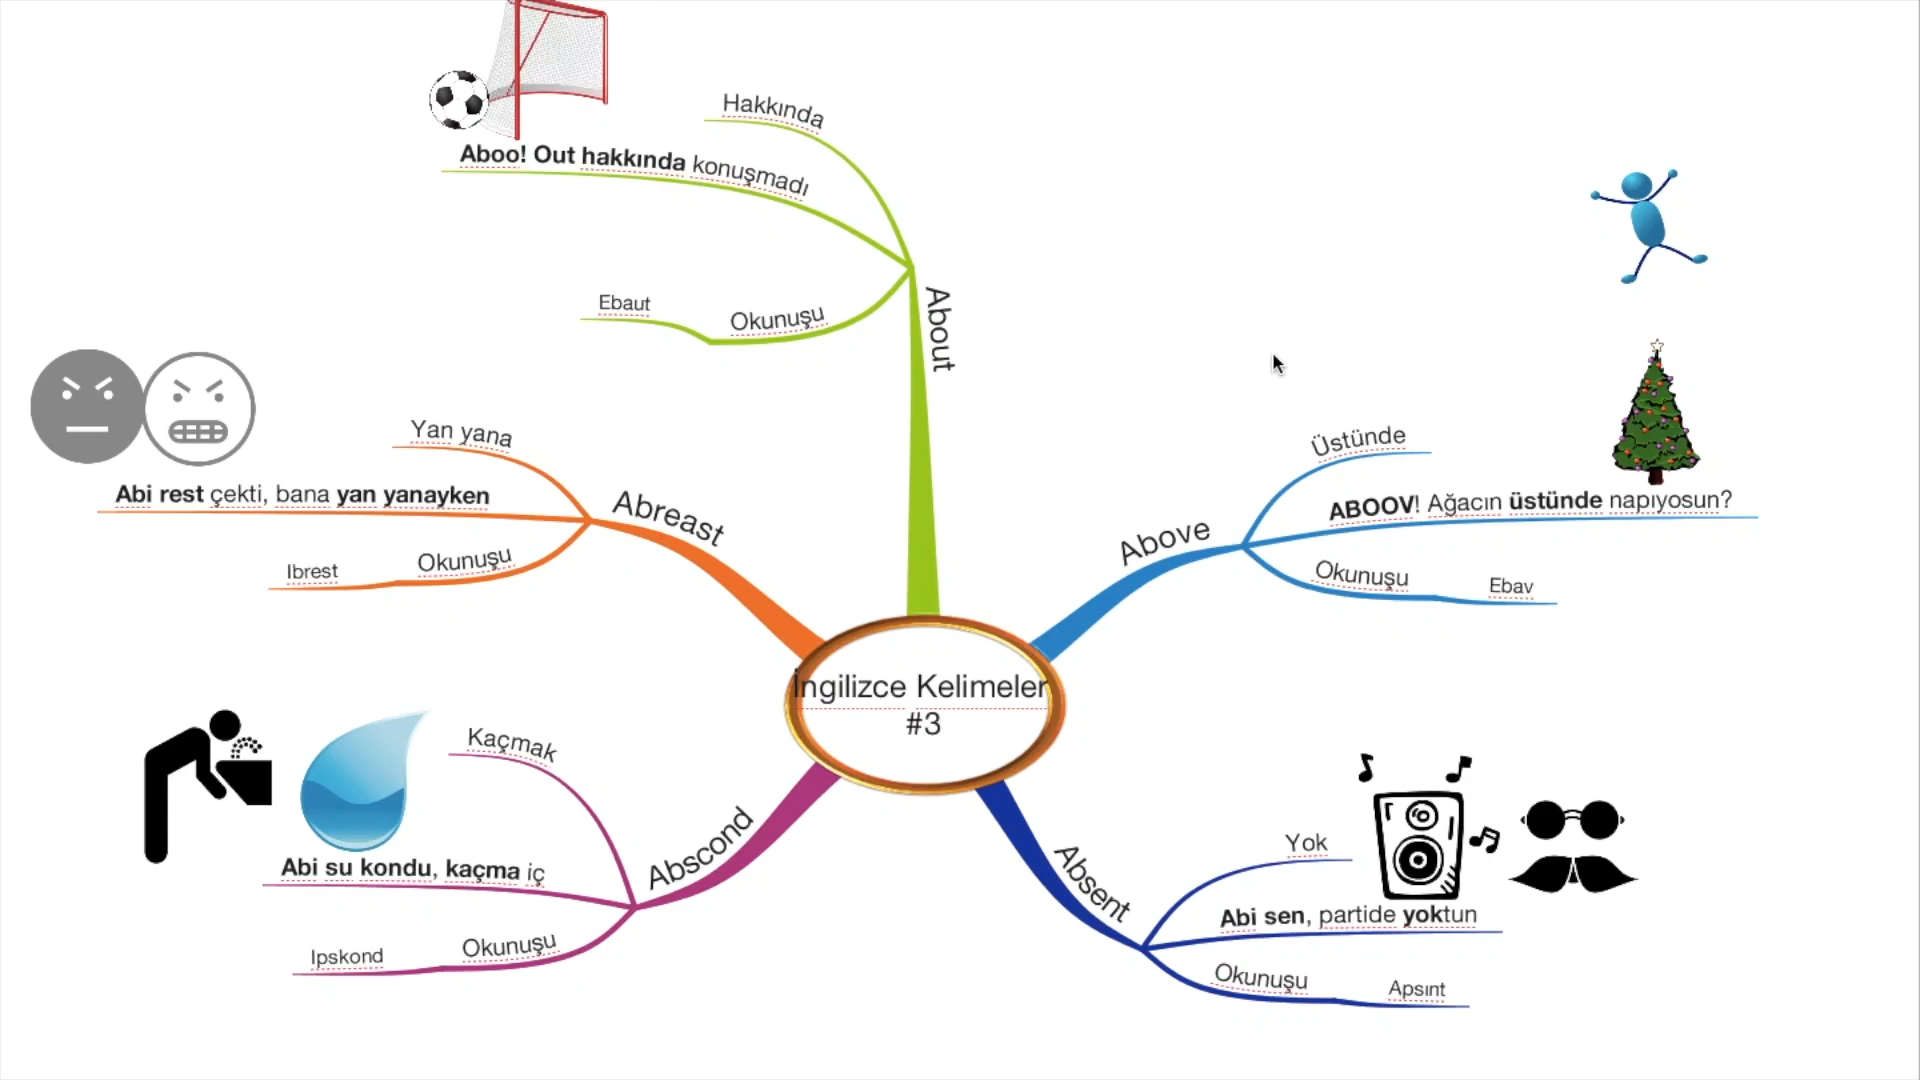 Hakkında
Aboo! Out hakkında konuşmadı
Ebaut
Okunuşu
About
Yan yana
Abi rest çekti, bana yan yanayken
Abreast
Ibrest
Okunuşu
Üstünde
ABOOV! Ağacın üstünde napıyosun?
Above
Okunuşu
Ebav
İngilizce Kelimeler
#3
Kaçmak
Abi su kondu, kaçma iç
Abscond
Ipskond
Okunuşu
Yok
Abi sen, partide yoktun
Absent
Okunuşu
Apsınt